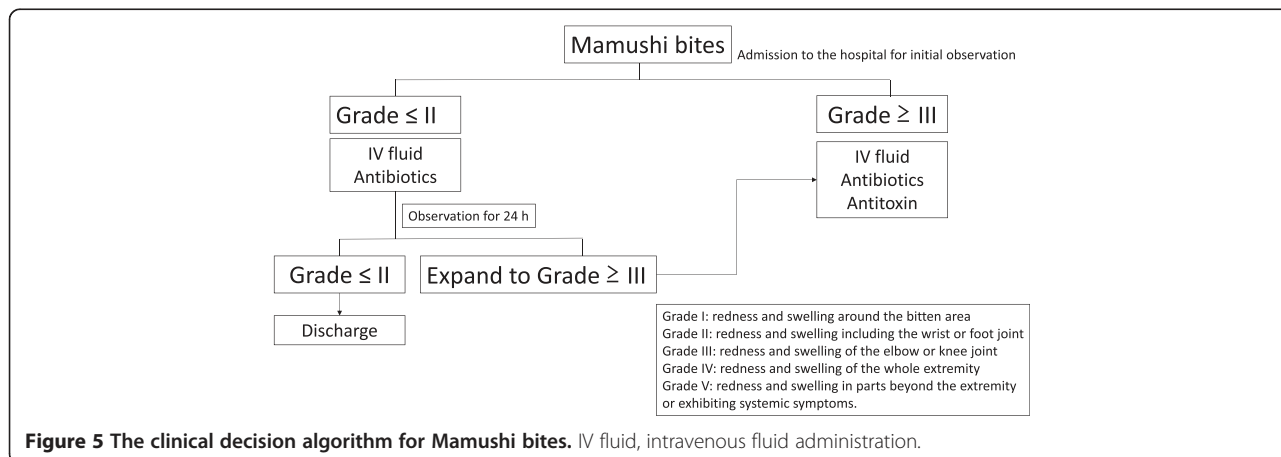 Mamushi bites
Admission to the hospital for initial observation
Grade ≤ II
Grade ≧ III
IV fluid
Antibiotics
IV fluid
Antibiotics
Antitoxin
Observation for 24 h
Grade ≤ II
Expand to Grade ≧ III
Discharge
Grade I: redness and swelling around the bitten area
Grade II: redness and swelling including the wrist or foot joint
Grade III: redness and swelling of the elbow or knee joint
Grade IV: redness and swelling of the whole extremity
Grade V: redness and swelling in parts beyond the extremity
or exhibiting systemic symptoms.
Figure 5 The clinical decision algorithm for Mamushi bites. IV fluid, intravenous fluid administration.